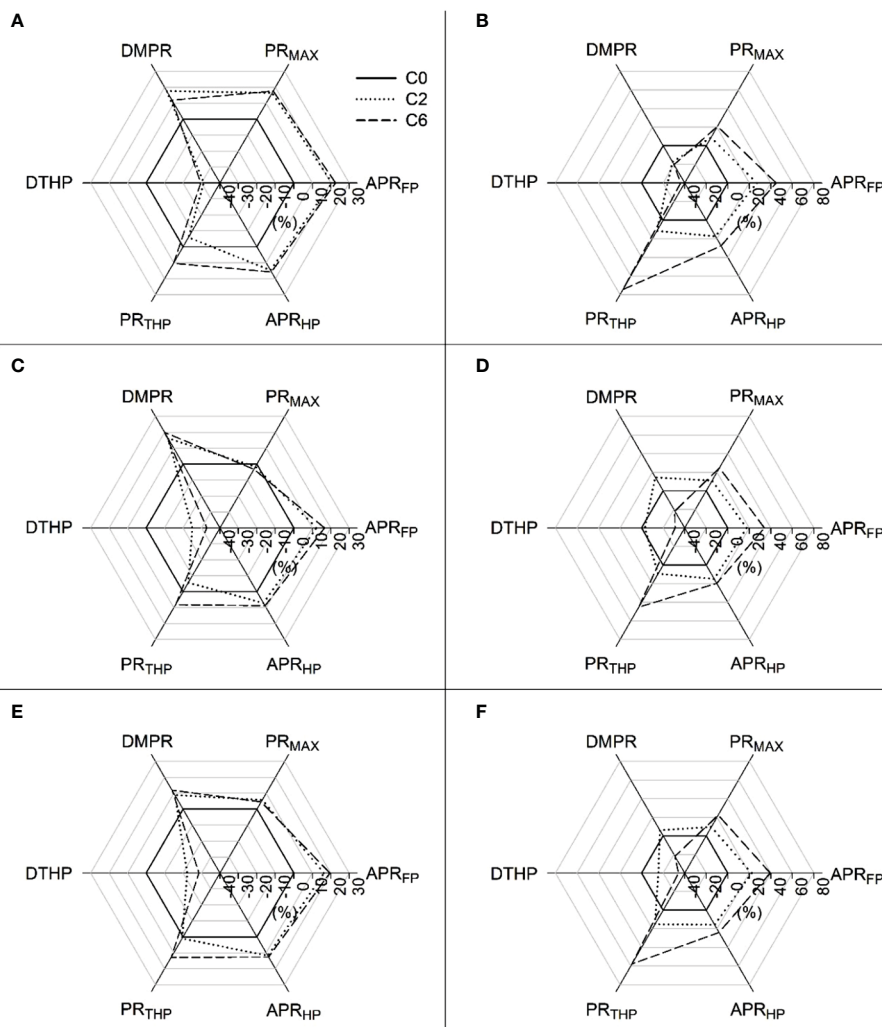 A
DMPR
PRMAX
C0
C2
C6
DTHP
APRFP
-40
-30
-20
-10
0
10
20
30
(%)
PRTHP
APRHP
B
DMPR
PRMAX
DTHP
APRFP
-40
-20
0
20
40
60
80
(%)
PRTHP
APRHP
C
DMPR
PRMAX
DTHP
APRFP
-40
-30
-20
-10
0
10
20
30
(%)
PRTHP
APRHP
D
DMPR
PRMAX
DTHP
APRFP
-40
-20
0
20
40
60
80
(%)
PRTHP
APRHP
E
DMPR
PRMAX
DTHP
APRFP
-40
-30
-20
-10
0
10
20
30
(%)
PRTHP
APRHP
F
DMPR
PRMAX
DTHP
APRFP
-40
-20
0
20
40
60
80
(%)
PRTHP
APRHP